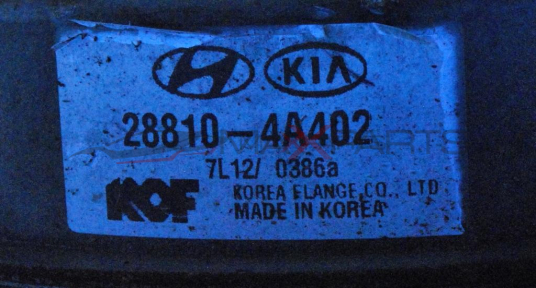 KIA
28810-4A402
7L12/ 0386a
KOF KOREA FLANGE CO., LTD
MADE IN KOREA